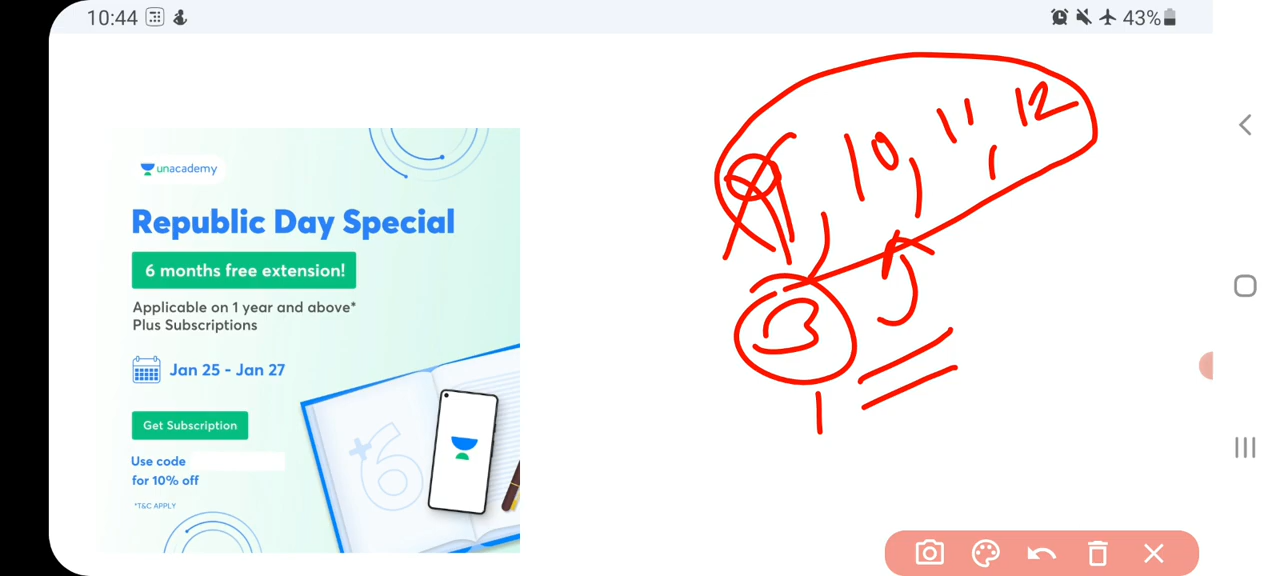 10:44
43%
unacademy
Republic Day Special
6 months free extension!
Applicable on 1 year and above*
Plus Subscriptions
Jan 25 - Jan 27
Get Subscription
Use code
for 10% off
*T&C APPLY
+6
10, 11, 12
3